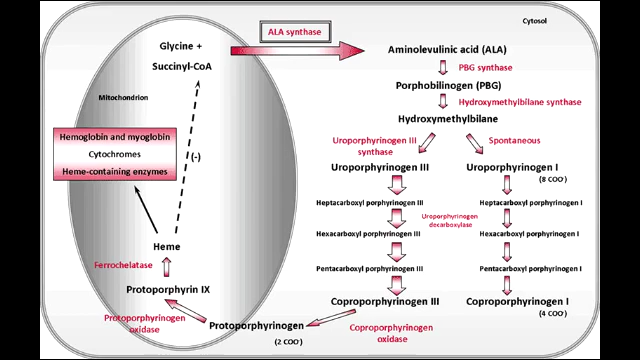 Cytosol
Glycine +
Succinyl-CoA
ALA synthase
Aminolevulinic acid (ALA)
PBG synthase
Porphobilinogen (PBG)
Hydroxymethylbilane synthase
Hydroxymethylbilane
Mitochondrion
Hemoglobin and myoglobin
Cytochromes
Heme-containing enzymes
(-)
Uroporphyrinogen III
synthase
Spontaneous
Uroporphyrinogen III
Uroporphyrinogen I
(8 COO⁻)
Heptacarboxyl porphyrinogen III
Heptacarboxyl porphyrinogen I
Uroporphyrinogen
decarboxylase
Hexacarboxyl porphyrinogen III
Hexacarboxyl porphyrinogen I
Pentacarboxyl porphyrinogen III
Pentacarboxyl porphyrinogen I
Coproporphyrinogen III
Coproporphyrinogen I
(4 COO⁻)
Coproporphyrinogen
oxidase
Heme
Ferrochelatase
Protoporphyrin IX
Protoporphyrinogen
oxidase
Protoporphyrinogen
(2 COO⁻)